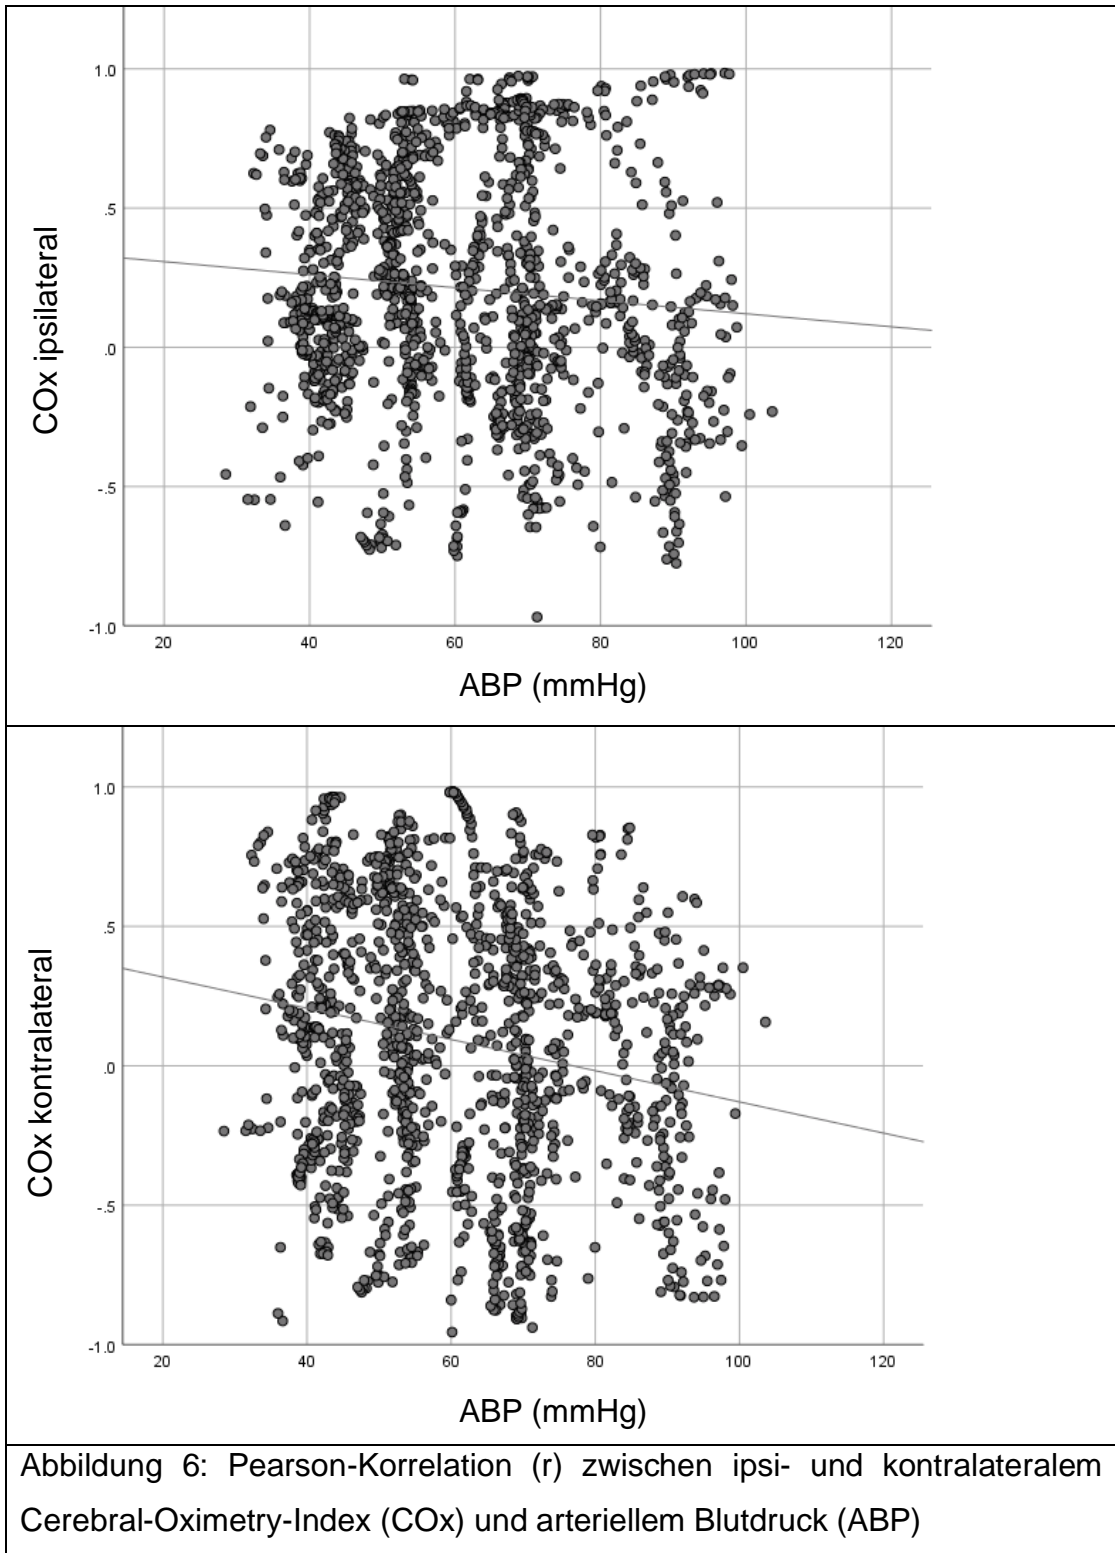 1.0
.5
.0
-.5
-1.0
COx ipsilateral
20 40 60 80 100 120
ABP (mmHg)
1.0
.5
.0
-.5
-1.0
COx kontralateral
20 40 60 80 100 120
ABP (mmHg)
Abbildung 6: Pearson-Korrelation (r) zwischen ipsi- und kontralateralem
Cerebral-Oximetry-Index (COx) und arteriellem Blutdruck (ABP)